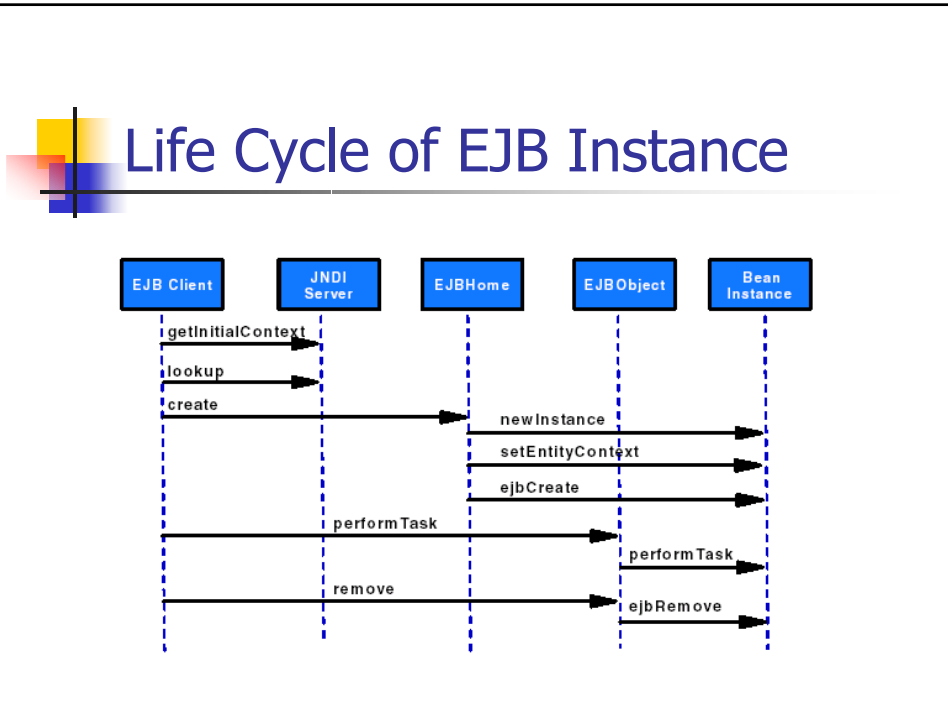 Life Cycle of EJB Instance
EJB Client
JNDI
Server
EJBHome
EJBObject
Bean
Instance
getInitialContext
lookup
create
newInstance
setEntityContext
ejbCreate
performTask
performTask
remove
ejbRemove